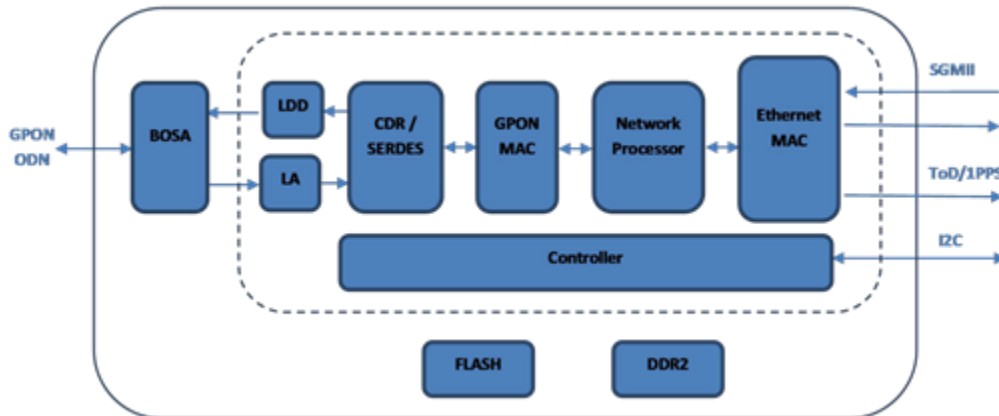 SGMII
LDD
BOSA
CDR /
SERDES
GPON
MAC
Network
Processor
Ethernet
MAC
GPON
ODN
LA
ToD/1PPS
I2C
Controller
FLASH
DDR2